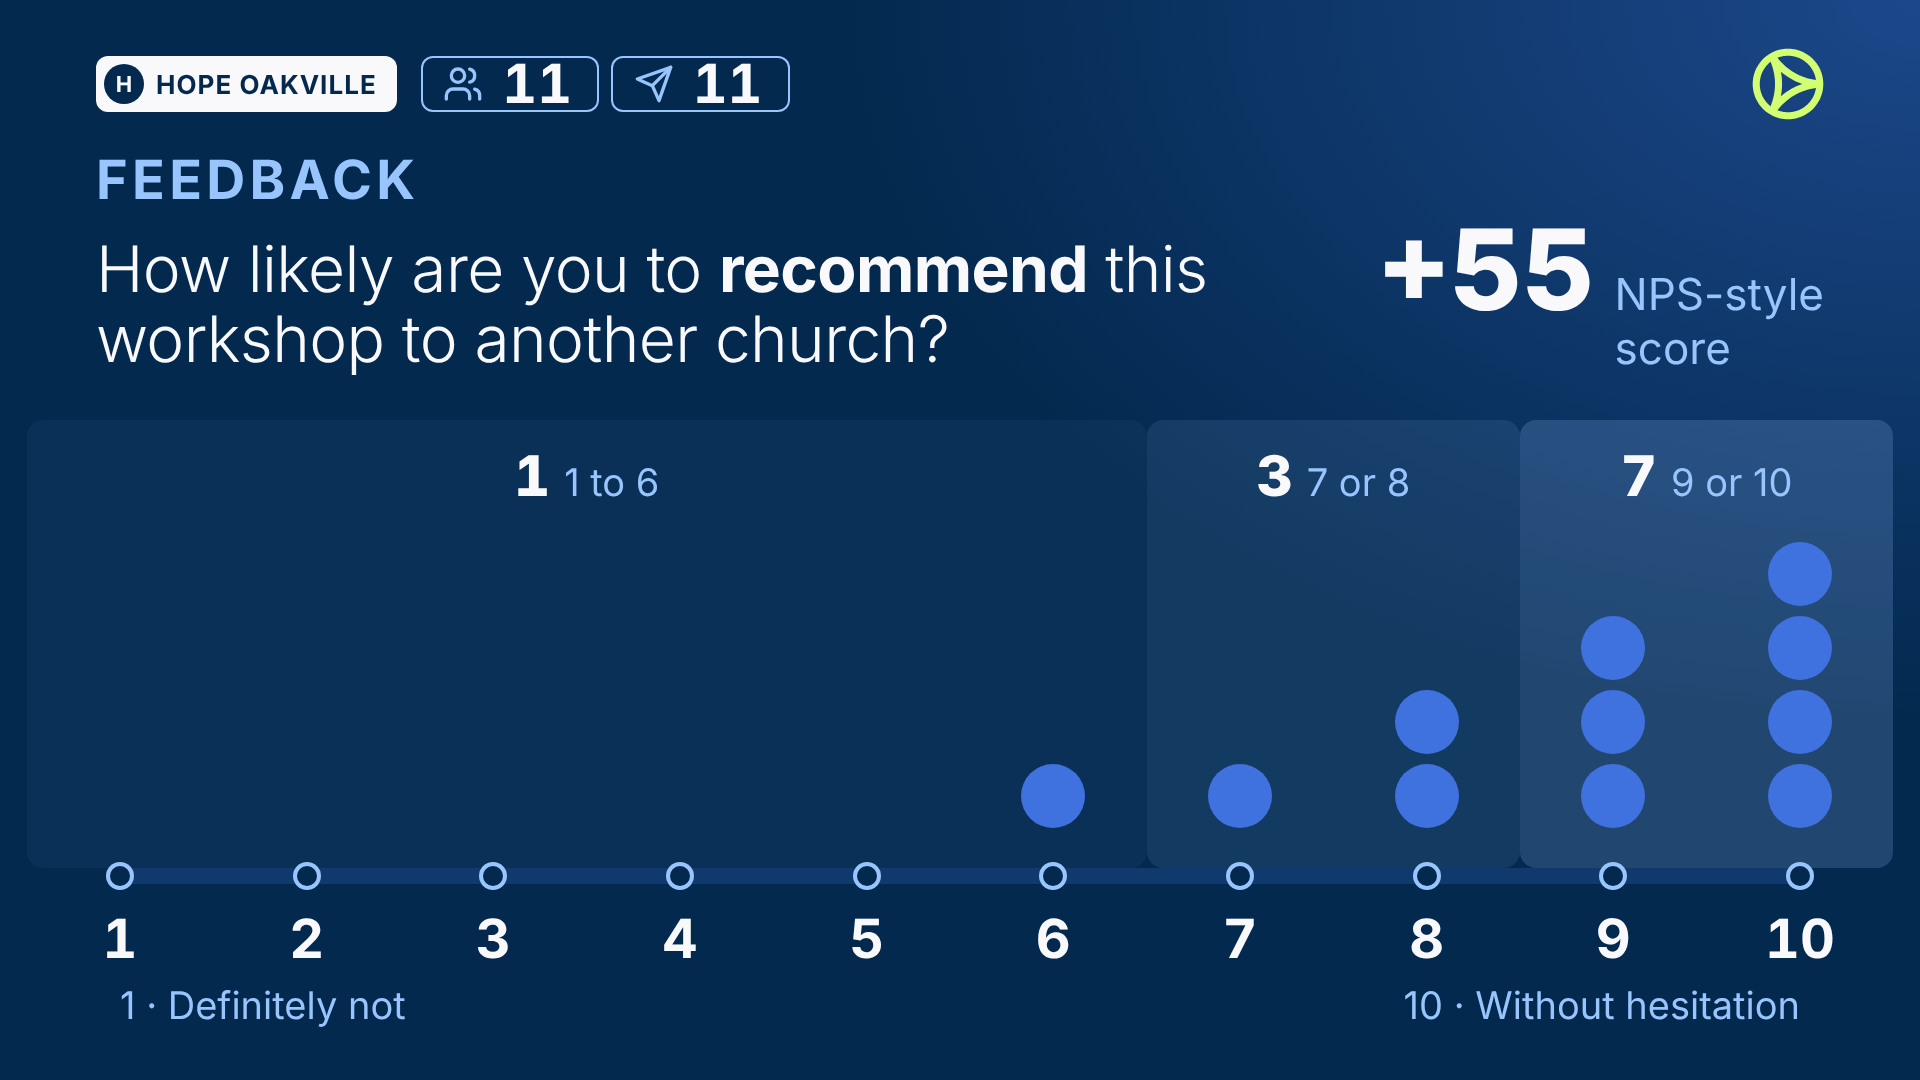 H HOPE OAKVILLE 11 11
FEEDBACK
How likely are you to recommend this
workshop to another church?
+55 NPS-style
score
1 1 to 6
3 7 or 8
7 9 or 10
1 2 3 4 5 6 7 8 9 10
1 · Definitely not
10 · Without hesitation